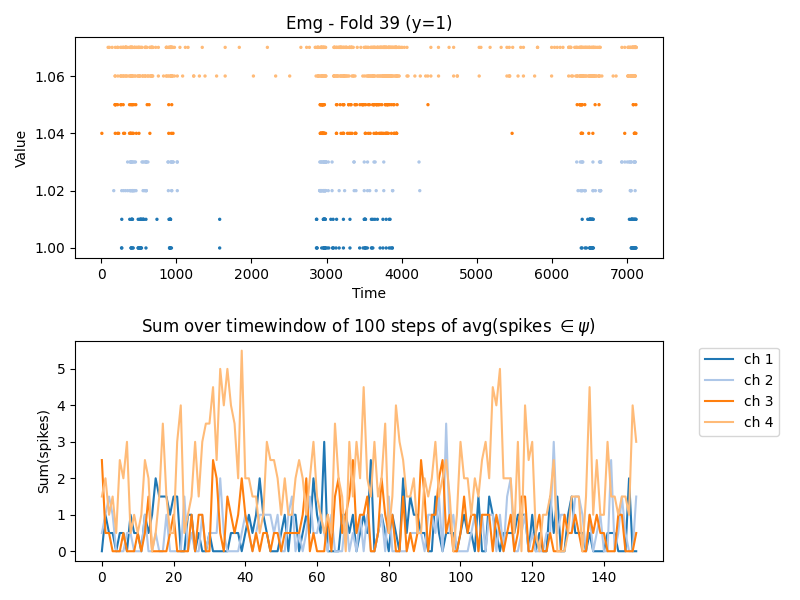 Emg - Fold 39 (y=1)
Value
1.06
1.04
1.02
1.00
0 1000 2000 3000 4000 5000 6000 7000
Time
Sum over timewindow of 100 steps of avg(spikes ∈ ψ)
Sum(spikes)
5
4
3
2
1
0
0 20 40 60 80 100 120 140
ch 1
ch 2
ch 3
ch 4